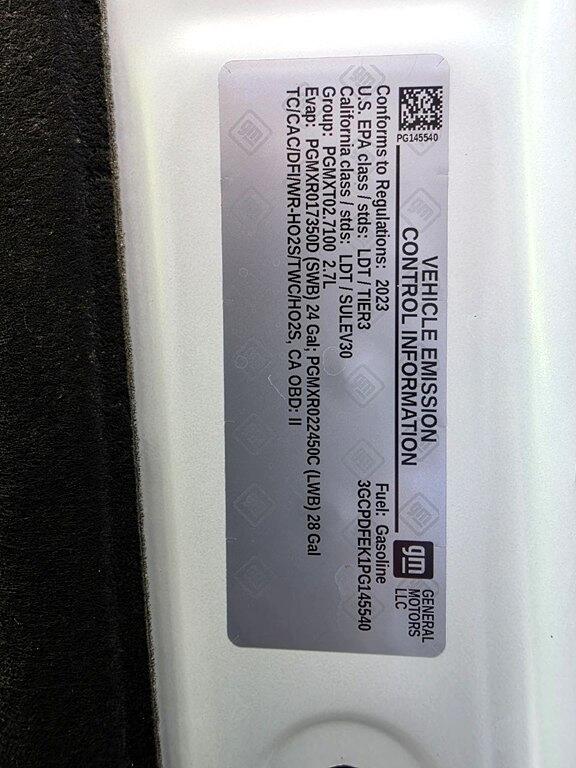 PG145540
VEHICLE EMISSION
CONTROL INFORMATION
gm
GENERAL
MOTORS
LLC
Conforms to Regulations: 2023
Fuel: Gasoline
U.S. EPA class / stds: LDT / TIER3
3GCPDFEK1PG145540
California class / stds: LDT / SULEV30
Group: PGMXT02.7100 2.7L
Evap: PGMXR017350D (SWB) 24 Gal; PGMXR022450C (LWB) 28 Gal
TC/CAC/DFI/WR-HO2S/TWC/HO2S, CA OBD: II